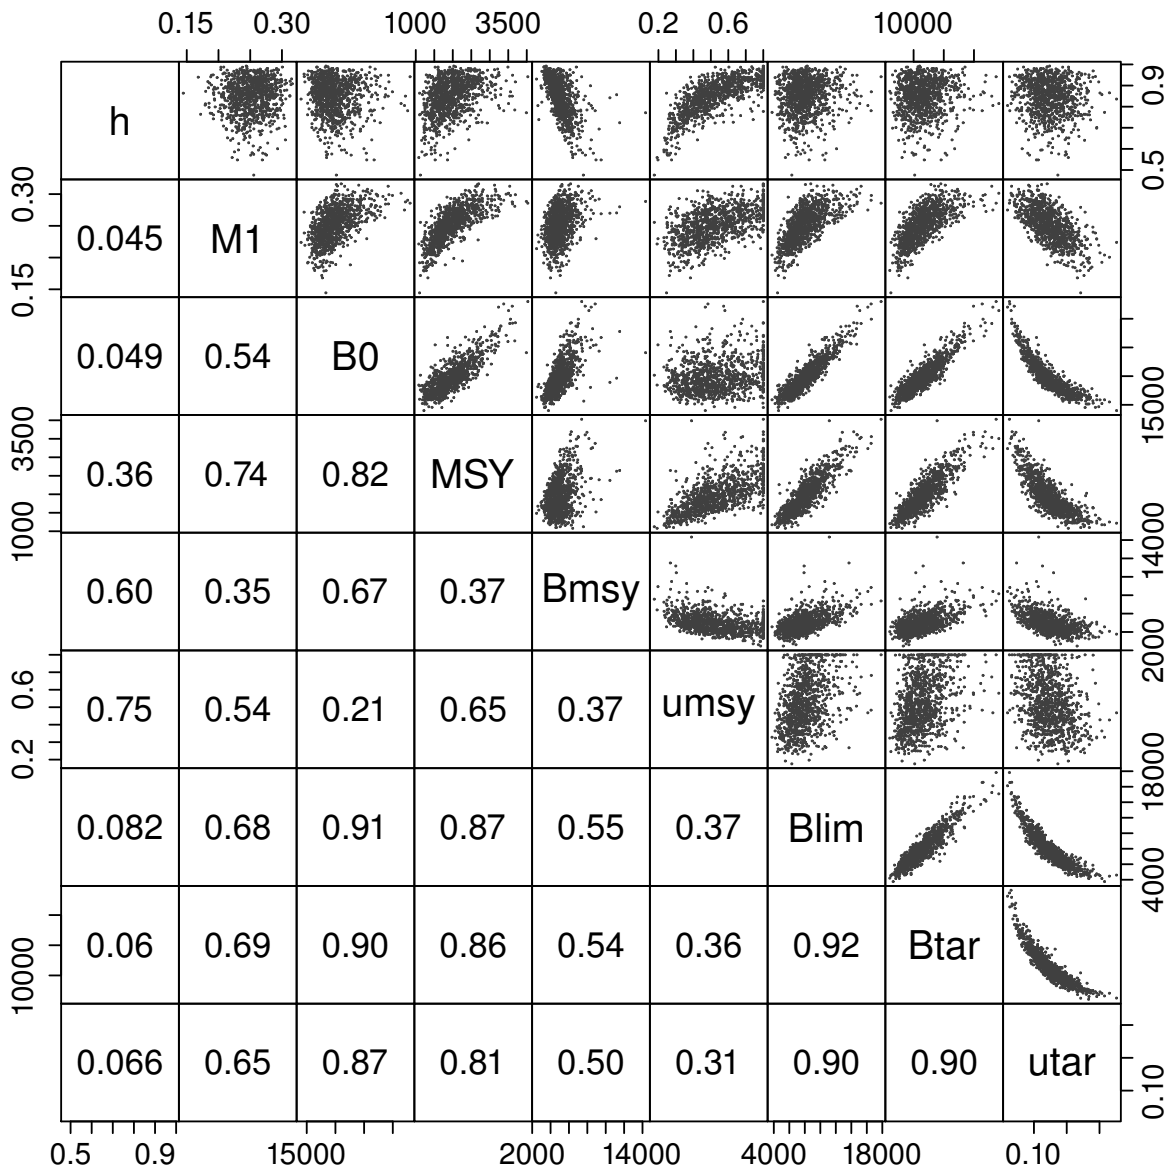 0.15 0.30 1000 3500 0.2 0.6 10000
h 0.9 0.5
0.30 0.15 0.045 M1
0.049 0.54 B0 15000
3500 1000 0.36 0.74 0.82 MSY
0.60 0.35 0.67 0.37 Bmsy 14000 2000
0.6 0.2 0.75 0.54 0.21 0.65 0.37 umsy
0.082 0.68 0.91 0.87 0.55 0.37 Blim 18000 4000
10000 0.06 0.69 0.90 0.86 0.54 0.36 0.92 Btar
0.066 0.65 0.87 0.81 0.50 0.31 0.90 0.90 utar 0.10
0.5 0.9 15000 2000 14000 4000 18000 0.10